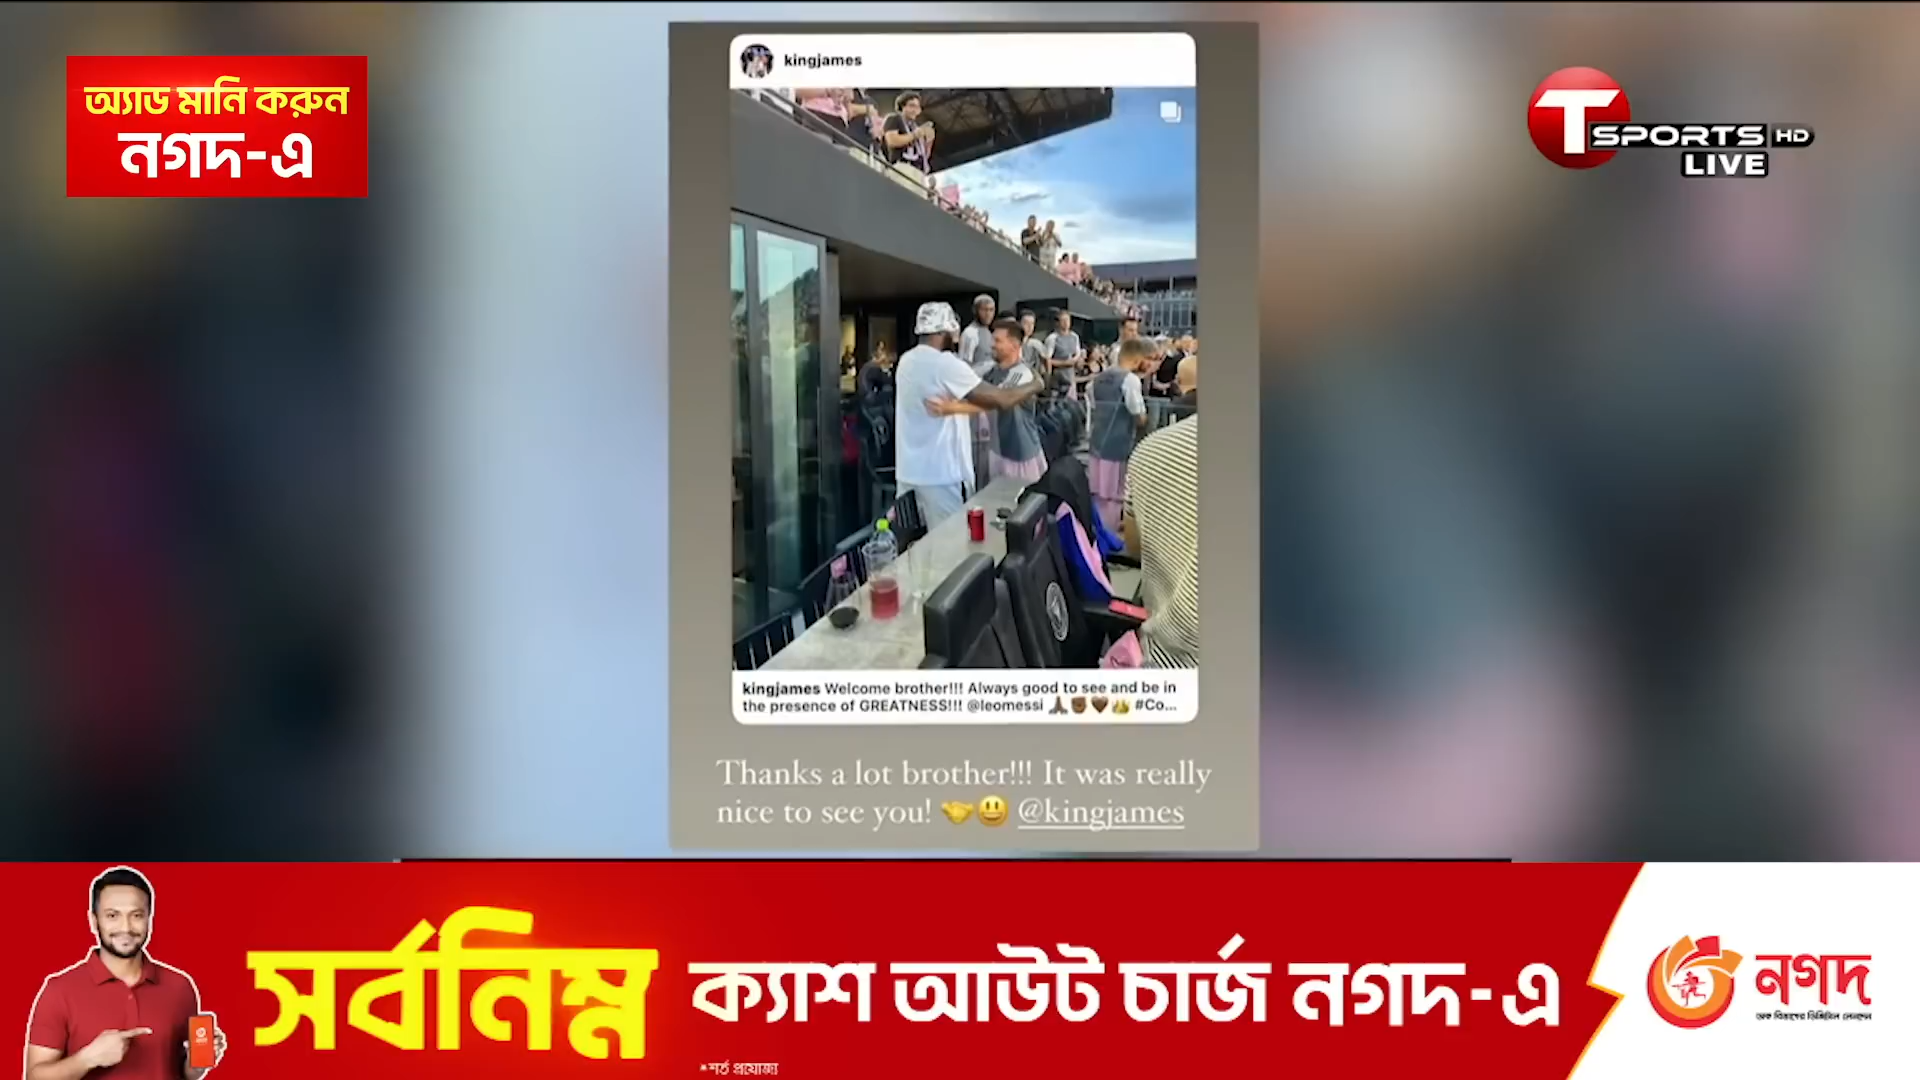 অ্যাড মানি করুন
নগদ-এ
kingjames
T SPORTS HD
LIVE
kingjames Welcome brother!!! Always good to see and be in
the presence of GREATNESS!!! @leomessi 🙏🏾✊🏾🤎👑 #Co...
Thanks a lot brother!!! It was really
nice to see you! 🤝😃 @kingjames
সর্বনিম্ন ক্যাশ আউট চার্জ নগদ-এ
নগদ
ডাক বিভাগের ডিজিটাল লেনদেন
*শর্ত প্রযোজ্য